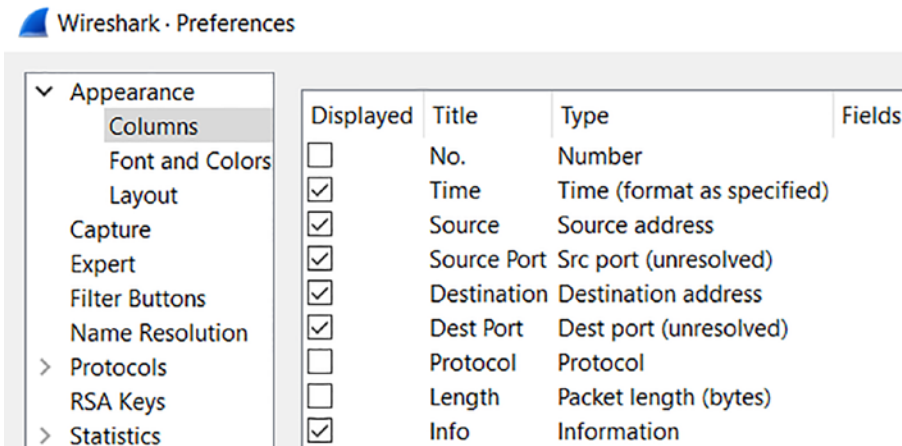 Wireshark · Preferences
Appearance
Columns
Font and Colors
Layout
Capture
Expert
Filter Buttons
Name Resolution
Protocols
RSA Keys
Statistics
Displayed Title Type Fields
No. Number
Time Time (format as specified)
Source Source address
Source Port Src port (unresolved)
Destination Destination address
Dest Port Dest port (unresolved)
Protocol Protocol
Length Packet length (bytes)
Info Information